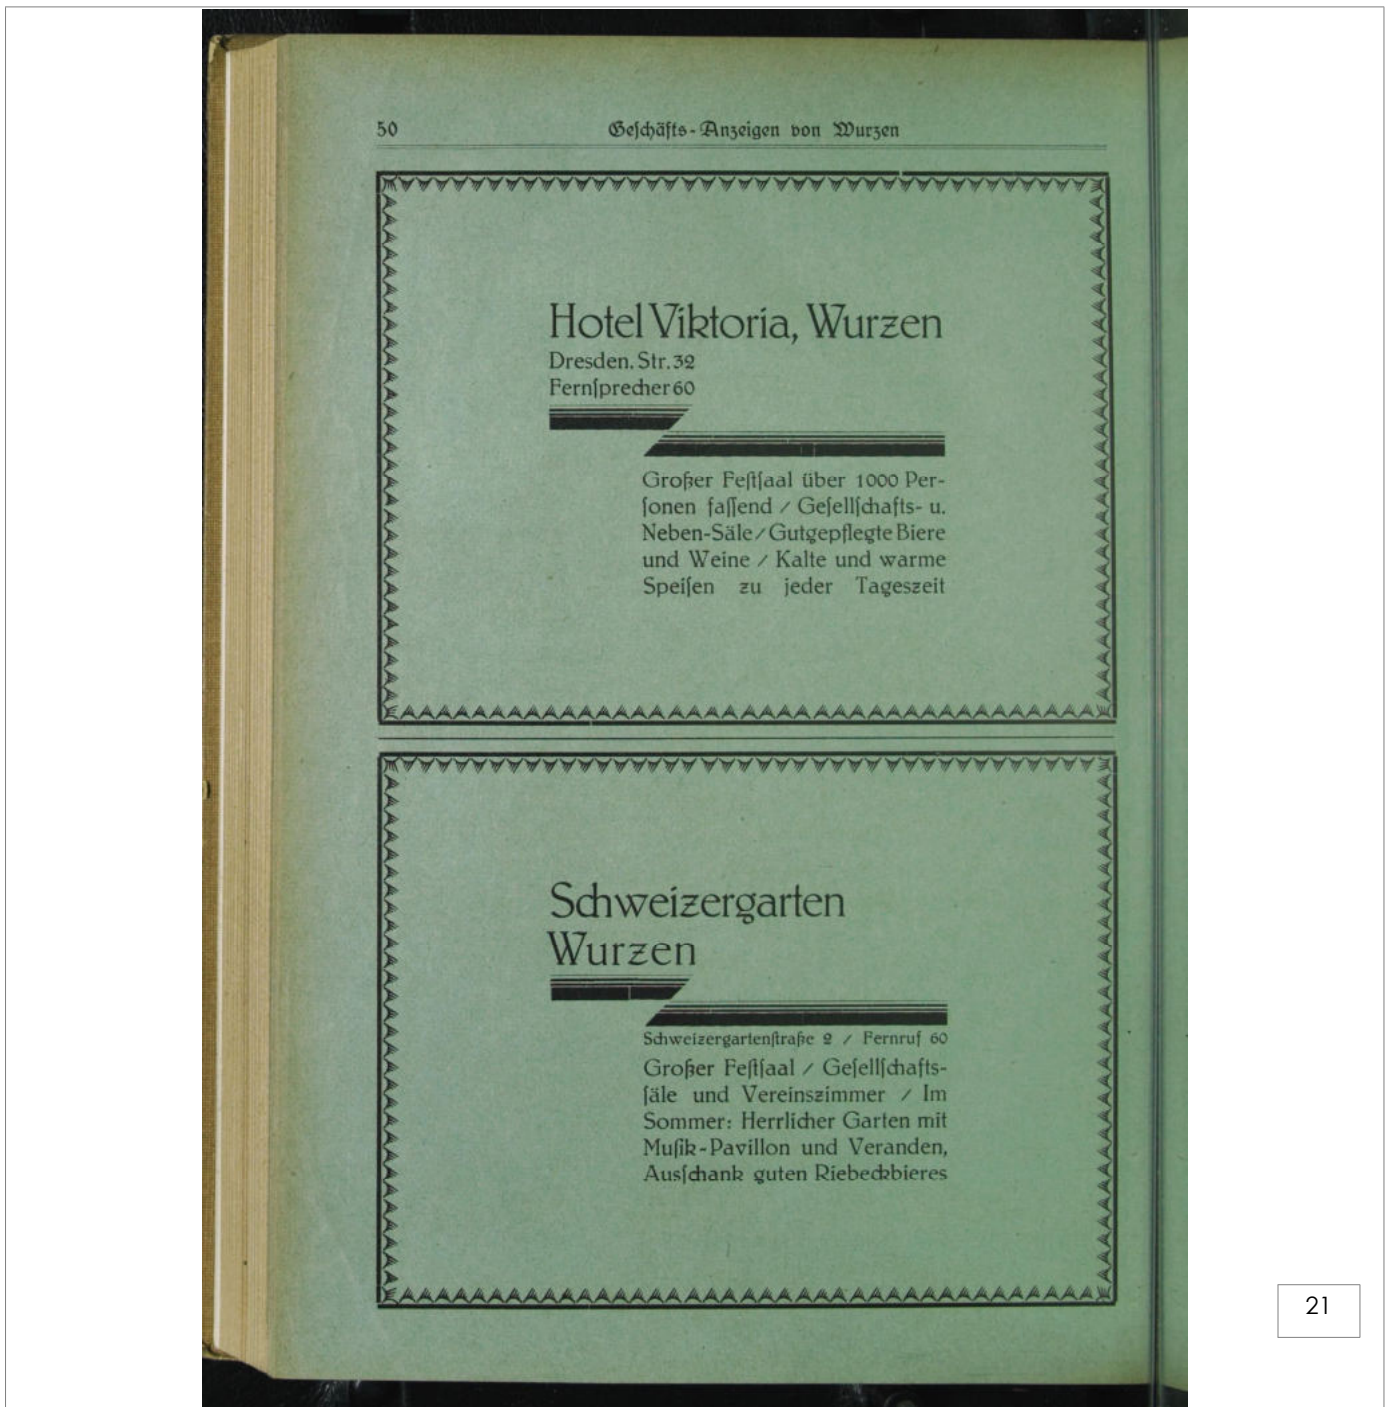 50
Geſchäfts-Anzeigen von Wurzen
Hotel Viktoria, Wurzen
Dresden. Str. 32
Fernſprecher 60
Großer Feſtſaal über 1000 Per-
ſonen faſſend / Geſellſchafts- u.
Neben-Säle / Gutgepflegte Biere
und Weine / Kalte und warme
Speiſen zu jeder Tageszeit
Schweizergarten
Wurzen
Schweizergartenſtraße 2 / Fernruf 60
Großer Feſtſaal / Geſellſchafts-
ſäle und Vereinszimmer / Im
Sommer: Herrlicher Garten mit
Muſik-Pavillon und Veranden,
Ausſchank guten Riebeckbieres
21